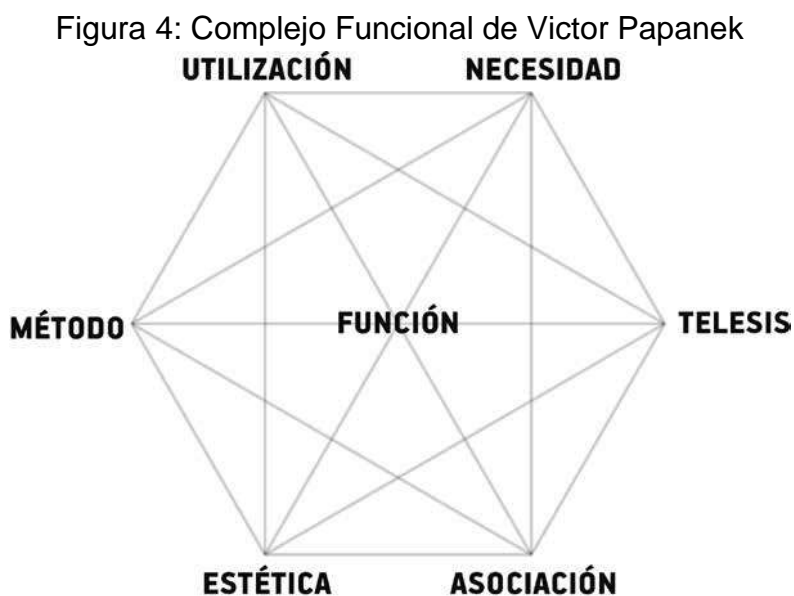 Figura 4: Complejo Funcional de Victor Papanek
UTILIZACIÓN NECESIDAD
MÉTODO FUNCIÓN TELESIS
ESTÉTICA ASOCIACIÓN